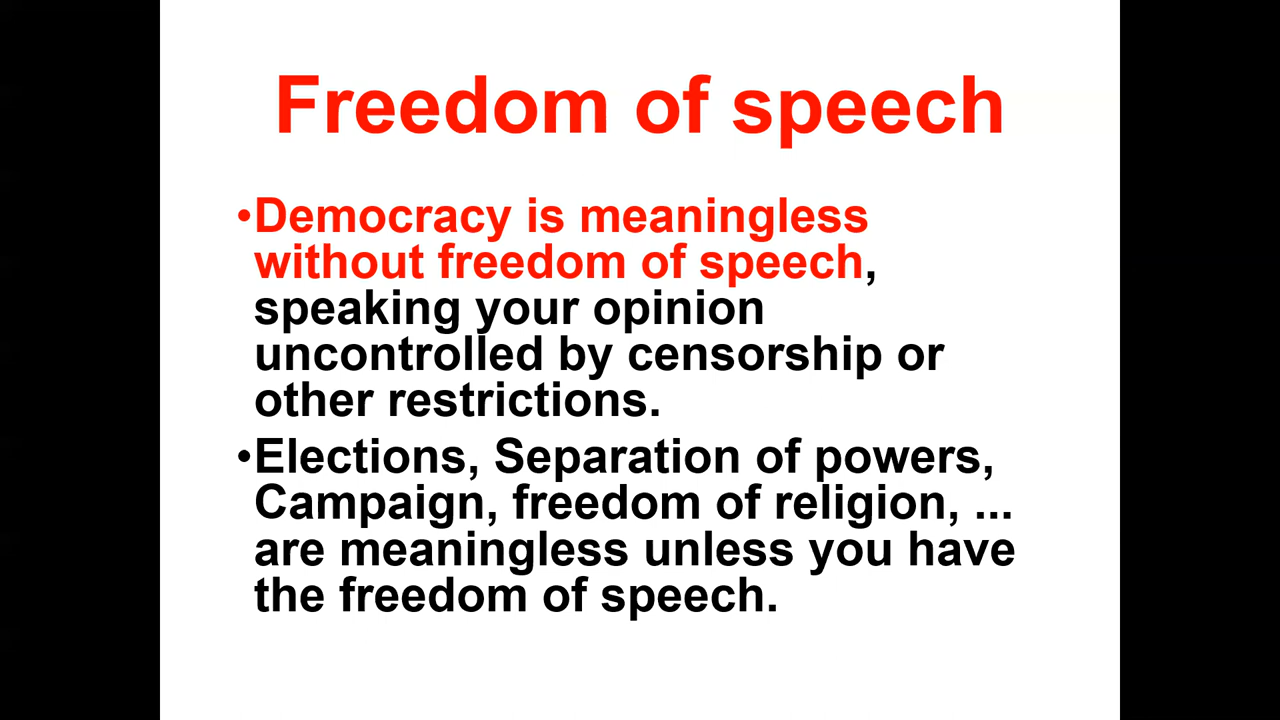 Freedom of speech
•Democracy is meaningless
without freedom of speech,
speaking your opinion
uncontrolled by censorship or
other restrictions.
•Elections, Separation of powers,
Campaign, freedom of religion, ...
are meaningless unless you have
the freedom of speech.